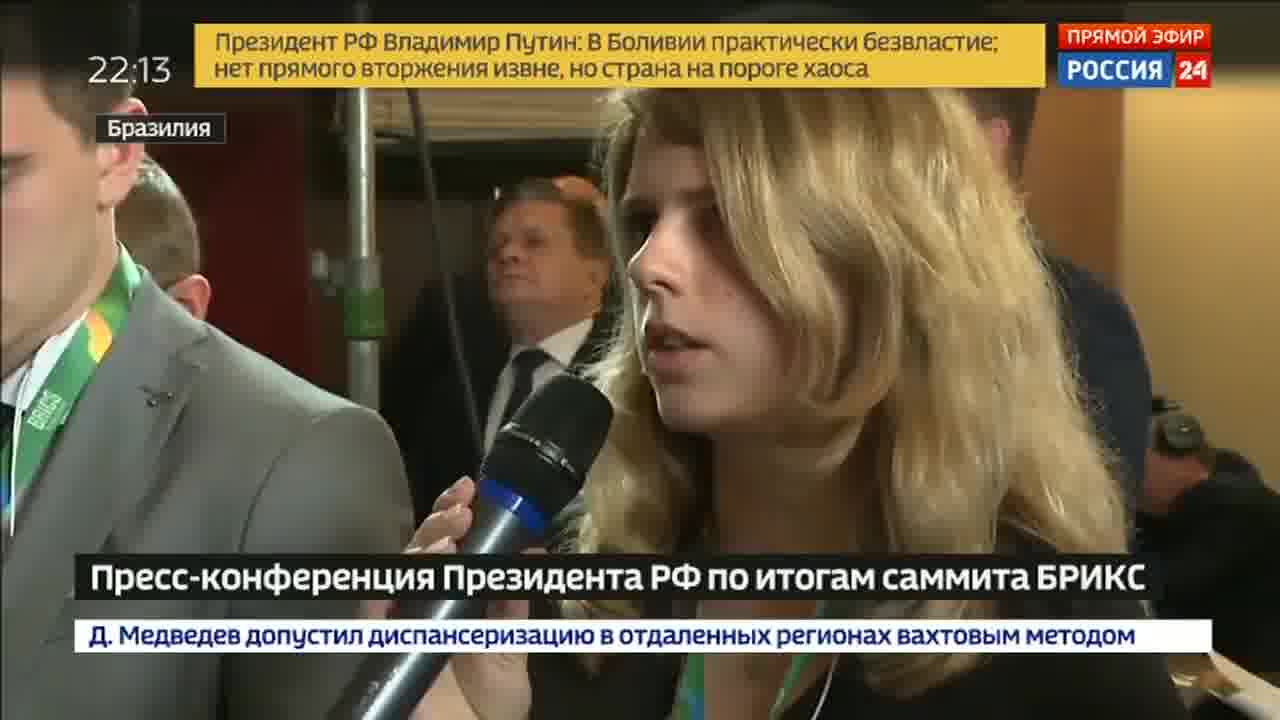 22:13
Президент РФ Владимир Путин: В Боливии практически безвластие;
нет прямого вторжения извне, но страна на пороге хаоса
ПРЯМОЙ ЭФИР
РОССИЯ 24
Бразилия
BRICS
Пресс-конференция Президента РФ по итогам саммита БРИКС
Д. Медведев допустил диспансеризацию в отдаленных регионах вахтовым методом